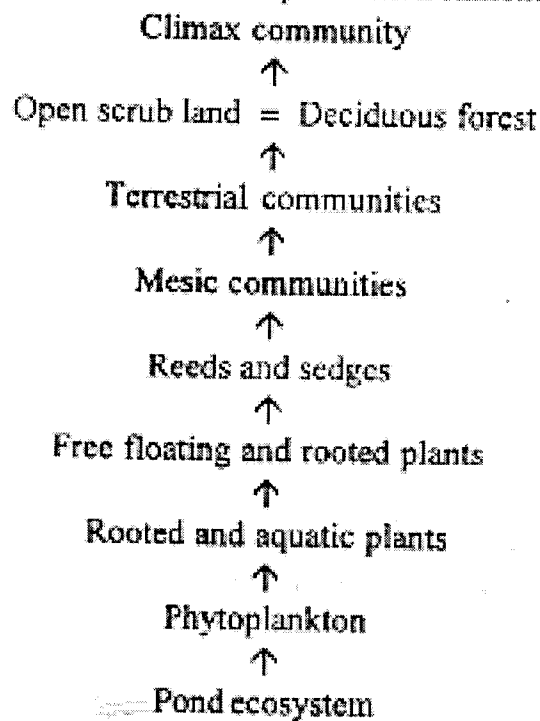 Climax community
↑
Open scrub land = Deciduous forest
↑
Terrestrial communities
↑
Mesic communities
↑
Reeds and sedges
↑
Free floating and rooted plants
↑
Rooted and aquatic plants
↑
Phytoplankton
↑
Pond ecosystem